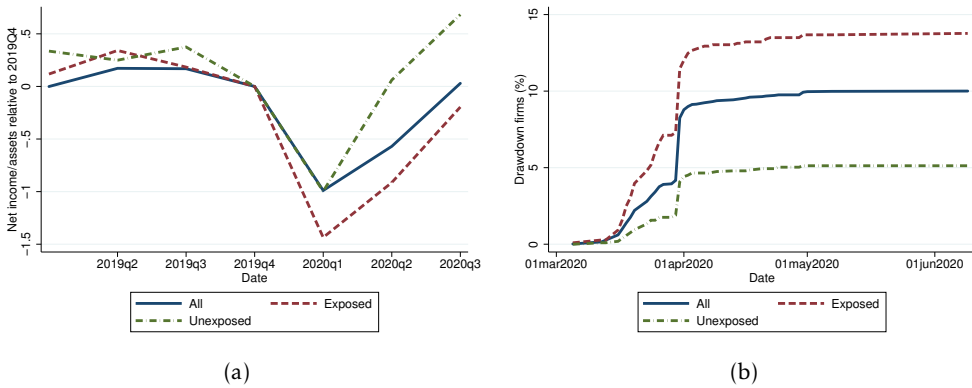 Net income/assets relative to 2019Q4
.5
0
−.5
−1
−1.5
2019q2 2019q3 2019q4 2020q1 2020q2 2020q3
Date
All Exposed
Unexposed
(a)
Drawdown firms (%)
15
10
5
0
01mar2020 01apr2020 01may2020 01jun2020
Date
All Exposed
Unexposed
(b)